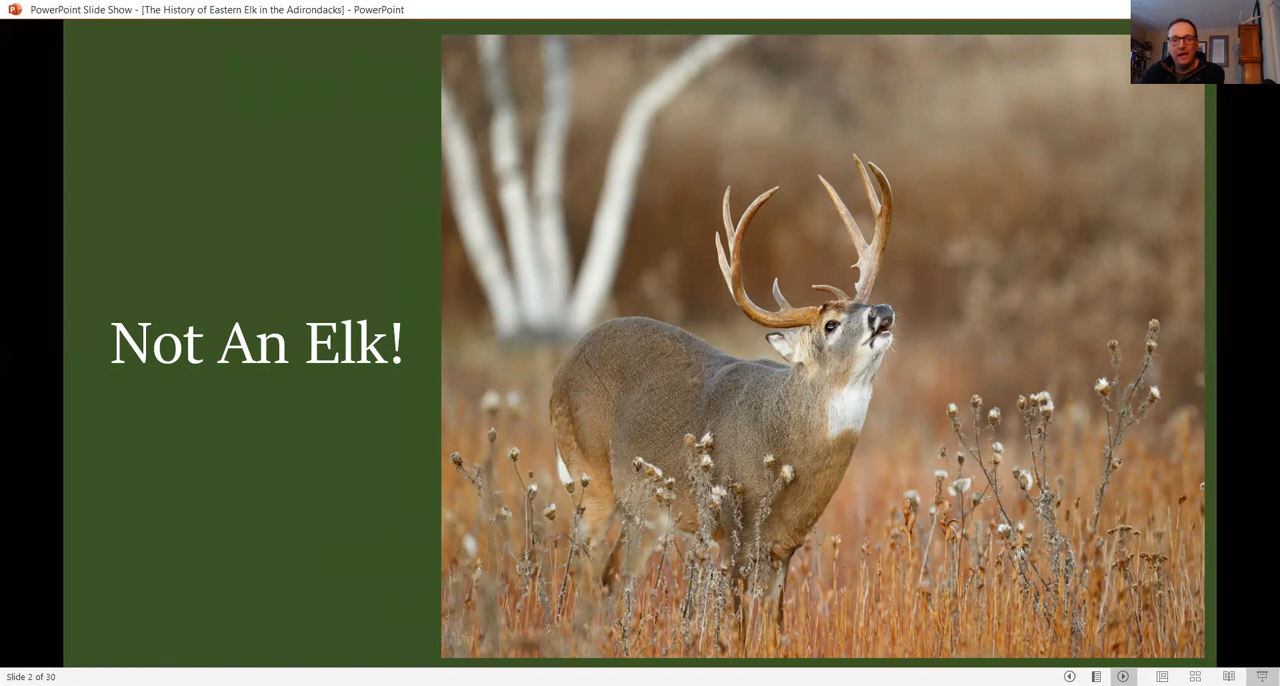 PowerPoint Slide Show - [The History of Eastern Elk in the Adirondacks] - PowerPoint
Not An Elk!
Slide 2 of 30